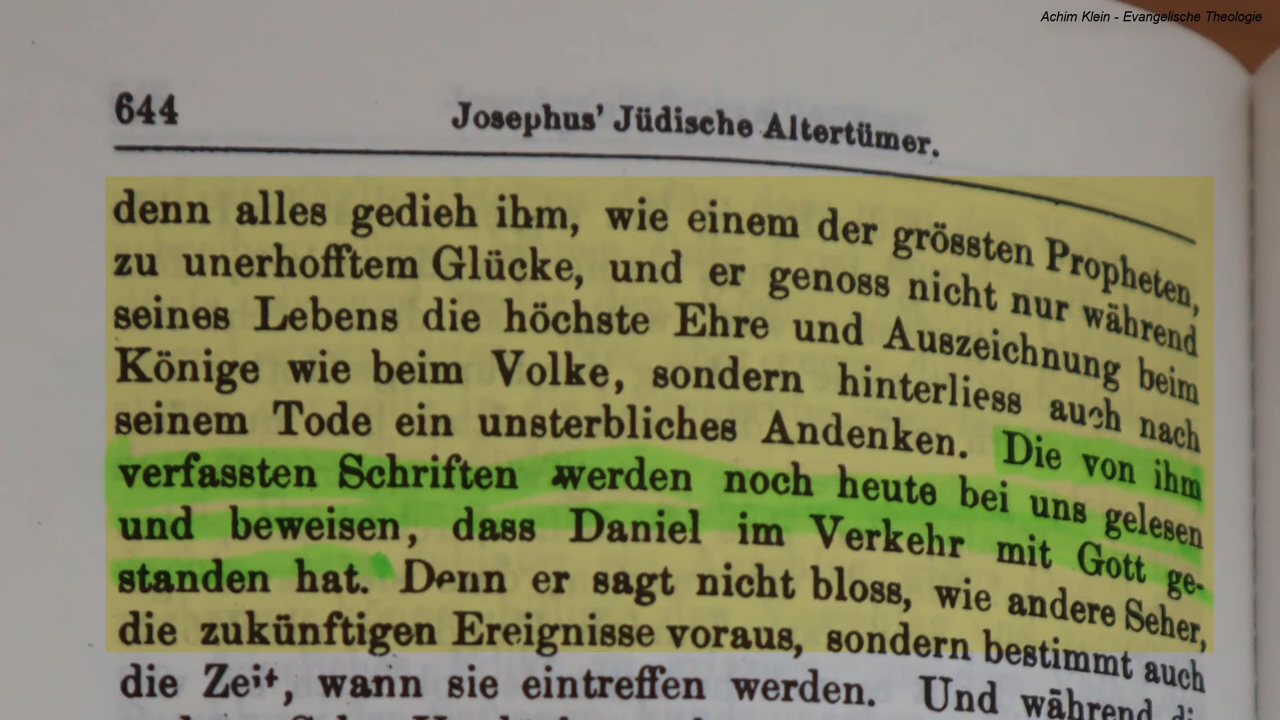 Achim Klein - Evangelische Theologie
644 Josephus' Jüdische Altertümer.
denn alles gedieh ihm, wie einem der grössten Propheten,
zu unerhofftem Glücke, und er genoss nicht nur während
seines Lebens die höchste Ehre und Auszeichnung beim
Könige wie beim Volke, sondern hinterliess auch nach
seinem Tode ein unsterbliches Andenken. Die von ihm
verfassten Schriften werden noch heute bei uns gelesen
und beweisen, dass Daniel im Verkehr mit Gott ge-
standen hat. Denn er sagt nicht bloss, wie andere Seher,
die zukünftigen Ereignisse voraus, sondern bestimmt auch
die Zeit, wann sie eintreffen werden. Und während